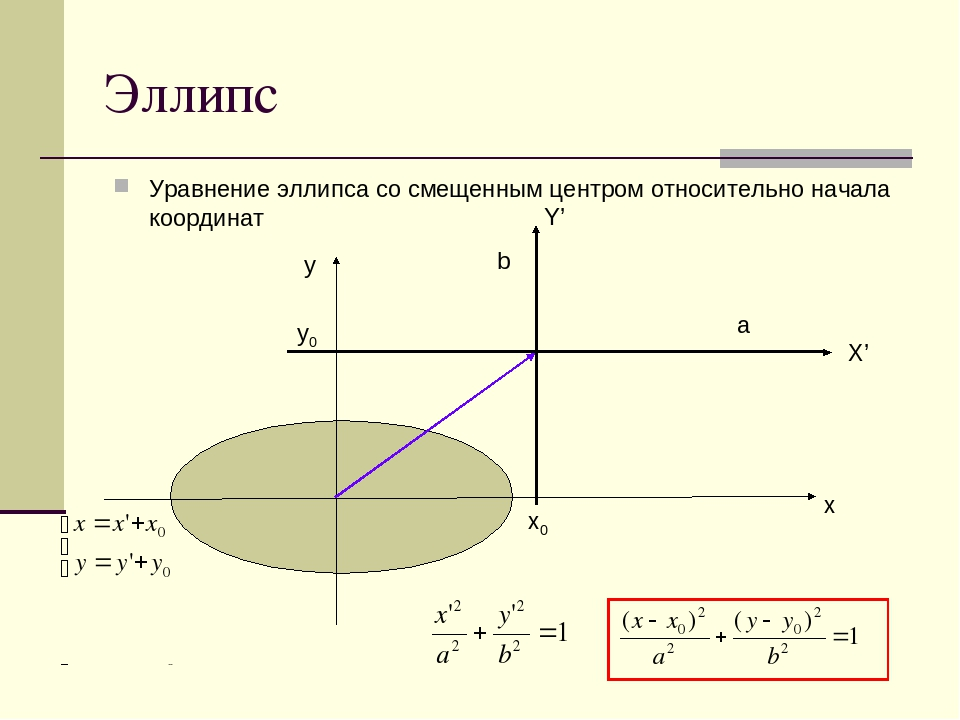 Эллипс
Уравнение эллипса со смещенным центром относительно начала
координат
Y’
y
b
y₀
a
X’
x
x₀
x = x' + x₀
y = y' + y₀
x'²/a² + y'²/b² = 1
(x - x₀)²/a² + (y - y₀)²/b² = 1